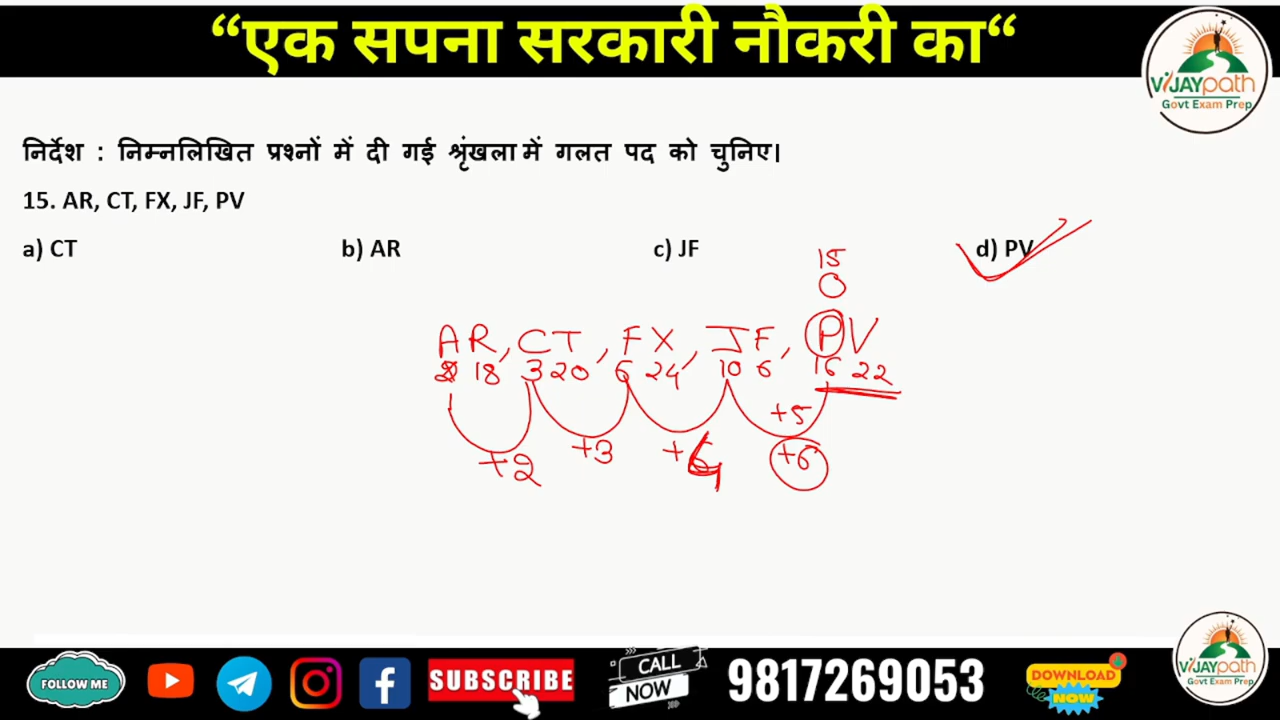 “एक सपना सरकारी नौकरी का“
VIJAYpath
Govt Exam Prep
निर्देश : निम्नलिखित प्रश्नों में दी गई श्रृंखला में गलत पद को चुनिए।
15. AR, CT, FX, JF, PV
a) CT b) AR c) JF d) PV
15
O
AR, CT, FX, JF, PV
18 3 20 6 24 10 6 16 22
+5
+2 +3 +4 +6
VIJAYpath
Govt Exam Prep
FOLLOW ME SUBSCRIBE CALL NOW 9817269053 DOWNLOAD NOW